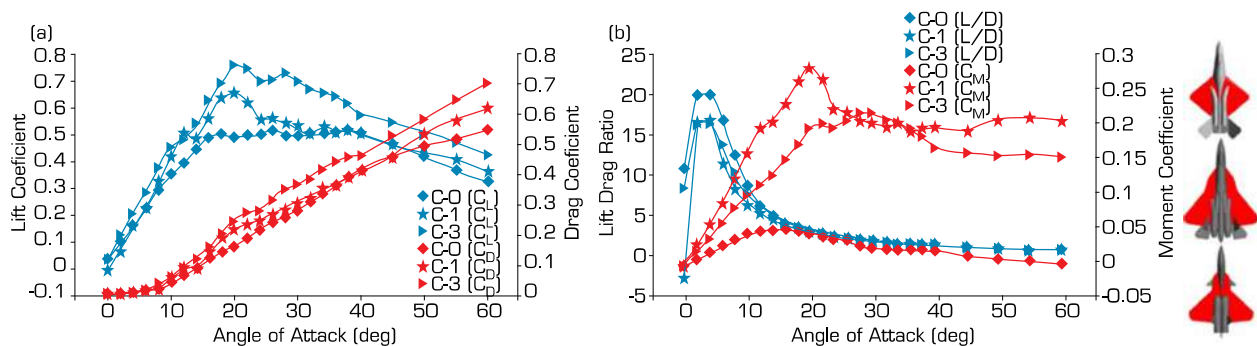 (a)
0.8
0.7
0.6
0.5
0.4
0.3
0.2
0.1
0
-0.1
Lift Coeficient
0 10 20 30 40 50 60
Angle of Attack (deg)
0.8
0.7
0.6
0.5
0.4
0.3
0.2
0.1
0
Drag Coeficient
C-0 (CL)
C-1 (CL)
C-3 (CL)
C-0 (CD)
C-1 (CD)
C-3 (CD)
(b)
25
20
15
10
5
0
-5
Lift Drag Ratio
0 10 20 30 40 50 60
Angle of Attack (deg)
0.3
0.25
0.2
0.15
0.1
0.05
0
-0.05
Moment Coefficient
C-0 (L/D)
C-1 (L/D)
C-3 (L/D)
C-0 (CM)
C-1 (CM)
C-3 (CM)